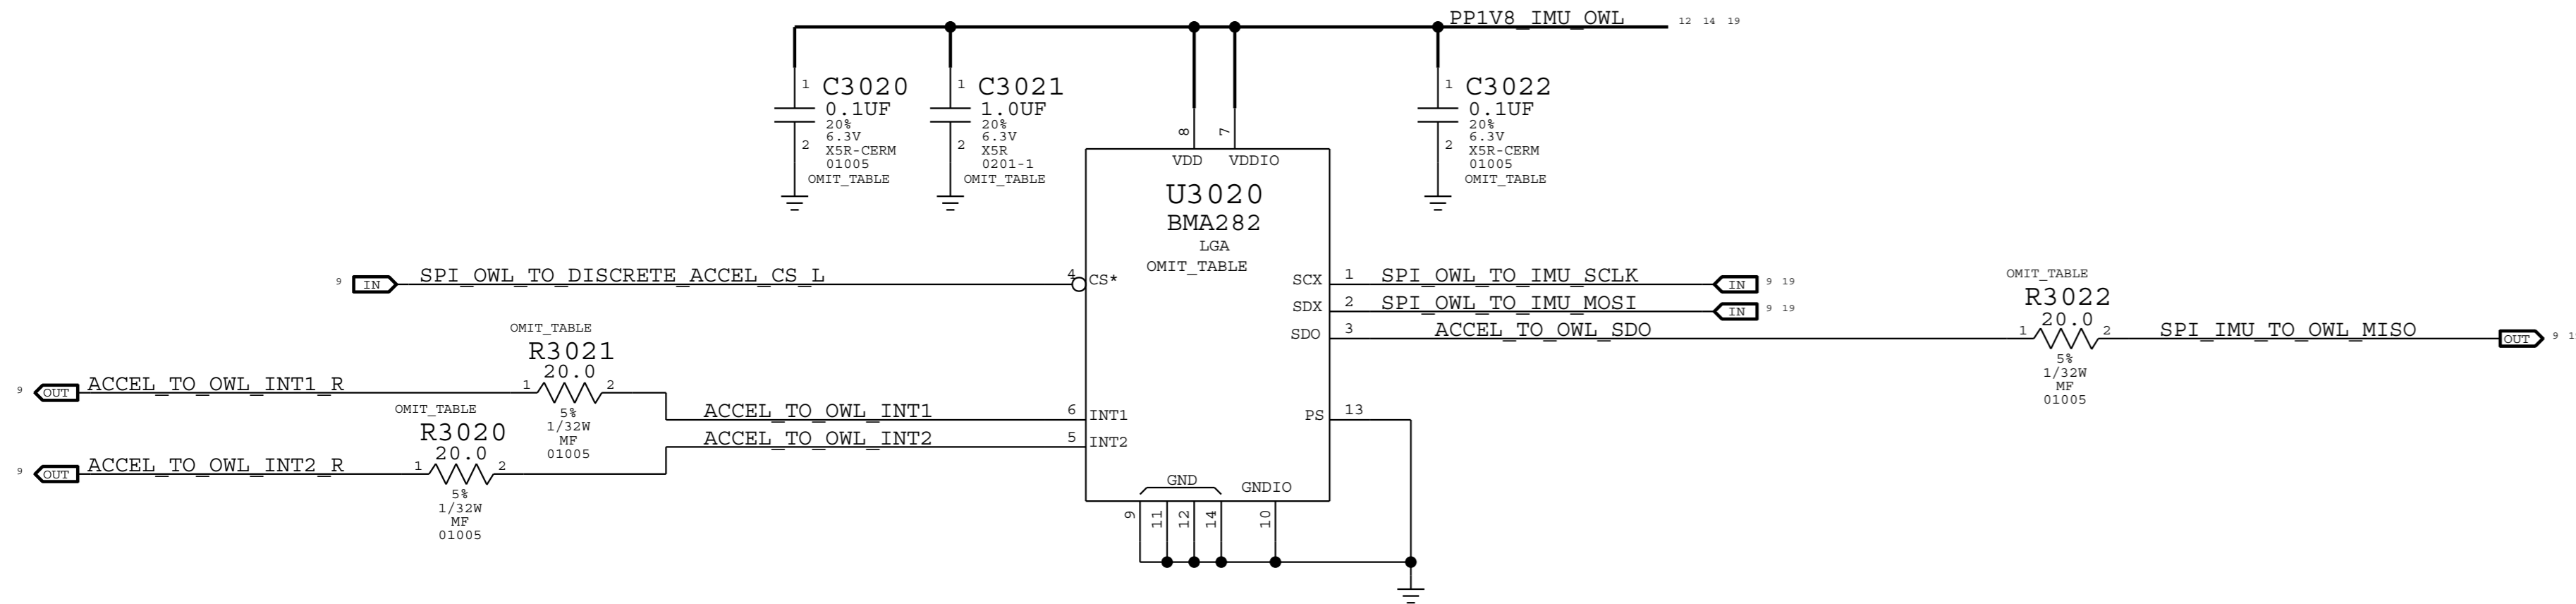 PP1V8_IMU_OWL 12 14 19
1 C3020
0.1UF
20%
6.3V
2 X5R-CERM
01005
OMIT_TABLE
1 C3021
1.0UF
20%
6.3V
2 X5R
0201-1
OMIT_TABLE
1 C3022
0.1UF
20%
6.3V
2 X5R-CERM
01005
OMIT_TABLE
8 7
VDD VDDIO
U3020
BMA282
LGA
OMIT_TABLE
9 IN SPI_OWL_TO_DISCRETE_ACCEL_CS_L 4 CS*
SCX 1 SPI_OWL_TO_IMU_SCLK IN 9 19
SDX 2 SPI_OWL_TO_IMU_MOSI IN 9 19
SDO 3 ACCEL_TO_OWL_SDO
OMIT_TABLE
R3022
20.0
1 2 SPI_IMU_TO_OWL_MISO OUT 9
5%
1/32W
MF
01005
OMIT_TABLE
R3021
20.0
9 OUT ACCEL_TO_OWL_INT1_R 1 2
5%
1/32W
MF
01005
ACCEL_TO_OWL_INT1 6 INT1
PS 13
OMIT_TABLE
R3020
20.0
9 OUT ACCEL_TO_OWL_INT2_R 1 2
5%
1/32W
MF
01005
ACCEL_TO_OWL_INT2 5 INT2
GND GNDIO
9 11 12 14 10